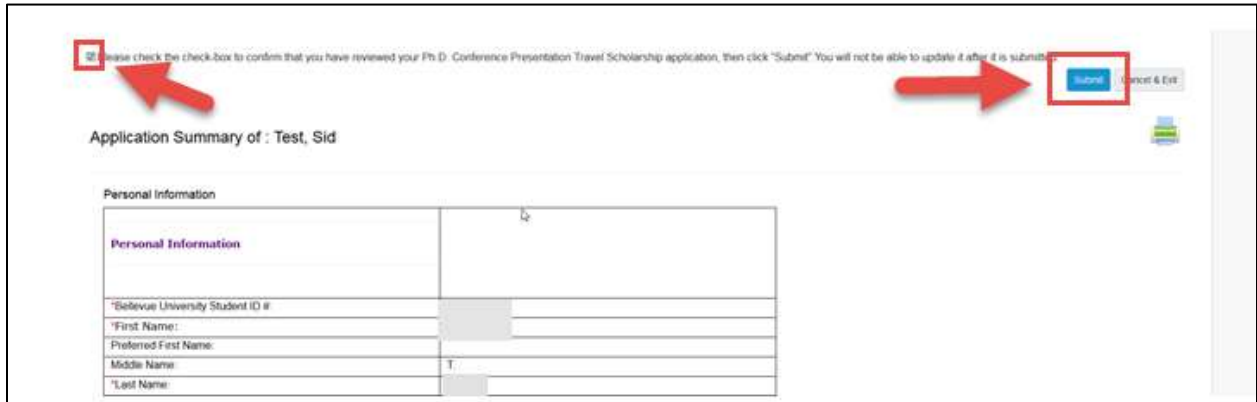 Please check the check-box to confirm that you have reviewed your Ph.D. Conference Presentation Travel Scholarship application, then click "Submit" You will not be able to update it after it is submitted.
Submit Cancel & Exit
Application Summary of : Test, Sid
Personal Information
Personal Information
*Bellevue University Student ID #
*First Name:
Preferred First Name:
Middle Name: T
*Last Name: